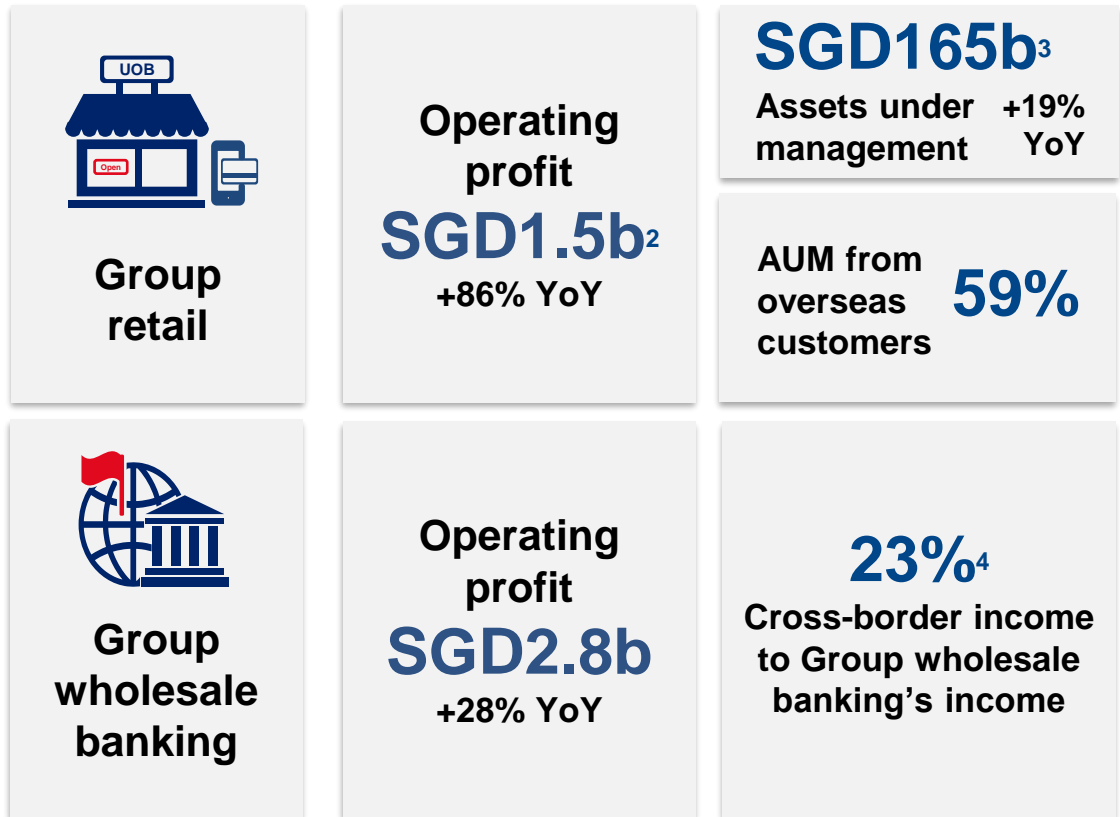 UOB
Open
Group
retail
Operating
profit
SGD1.5b2
+86% YoY
SGD165b3
Assets under
management
+19%
YoY
AUM from
overseas
customers
59%
Group
wholesale
banking
Operating
profit
SGD2.8b
+28% YoY
23%4
Cross-border income
to Group wholesale
banking’s income